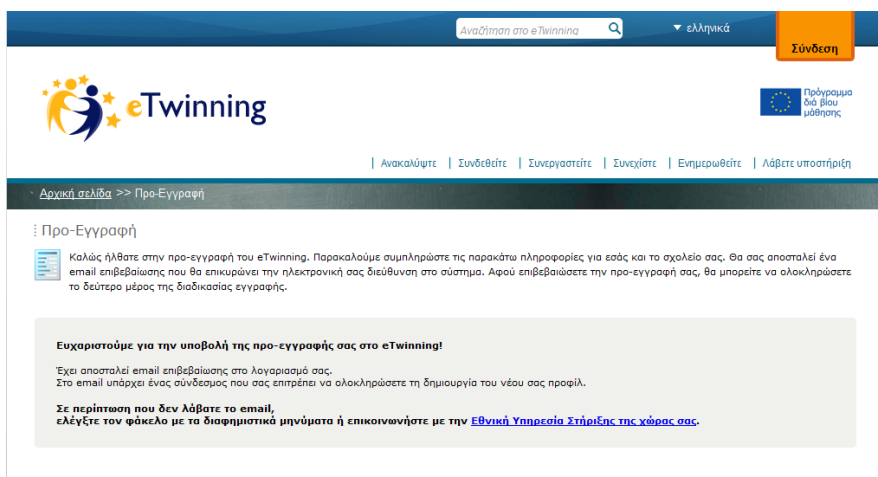 Αναζήτηση στο eTwinning
ελληνικά
Σύνδεση
eTwinning
Πρόγραμμα
διά βίου
μάθησης
Ανακαλύψτε | Συνδεθείτε | Συνεργαστείτε | Συνεχίστε | Ενημερωθείτε | Λάβετε υποστήριξη
Αρχική σελίδα >> Προ-Εγγραφή
Προ-Εγγραφή
Καλώς ήλθατε στην προ-εγγραφή του eTwinning. Παρακαλούμε συμπληρώστε τις παρακάτω πληροφορίες για εσάς και το σχολείο σας. Θα σας αποσταλεί ένα
email επιβεβαίωσης που θα επικυρώνει την ηλεκτρονική σας διεύθυνση στο σύστημα. Αφού επιβεβαιώσετε την προ-εγγραφή σας, θα μπορείτε να ολοκληρώσετε
το δεύτερο μέρος της διαδικασίας εγγραφής.
Ευχαριστούμε για την υποβολή της προ-εγγραφής σας στο eTwinning!
Έχει αποσταλεί email επιβεβαίωσης στο λογαριασμό σας.
Στο email υπάρχει ένας σύνδεσμος που σας επιτρέπει να ολοκληρώσετε τη δημιουργία του νέου σας προφίλ.
Σε περίπτωση που δεν λάβατε το email,
ελέγξτε τον φάκελο με τα διαφημιστικά μηνύματα ή επικοινωνήστε με την Εθνική Υπηρεσία Στήριξης της χώρας σας.